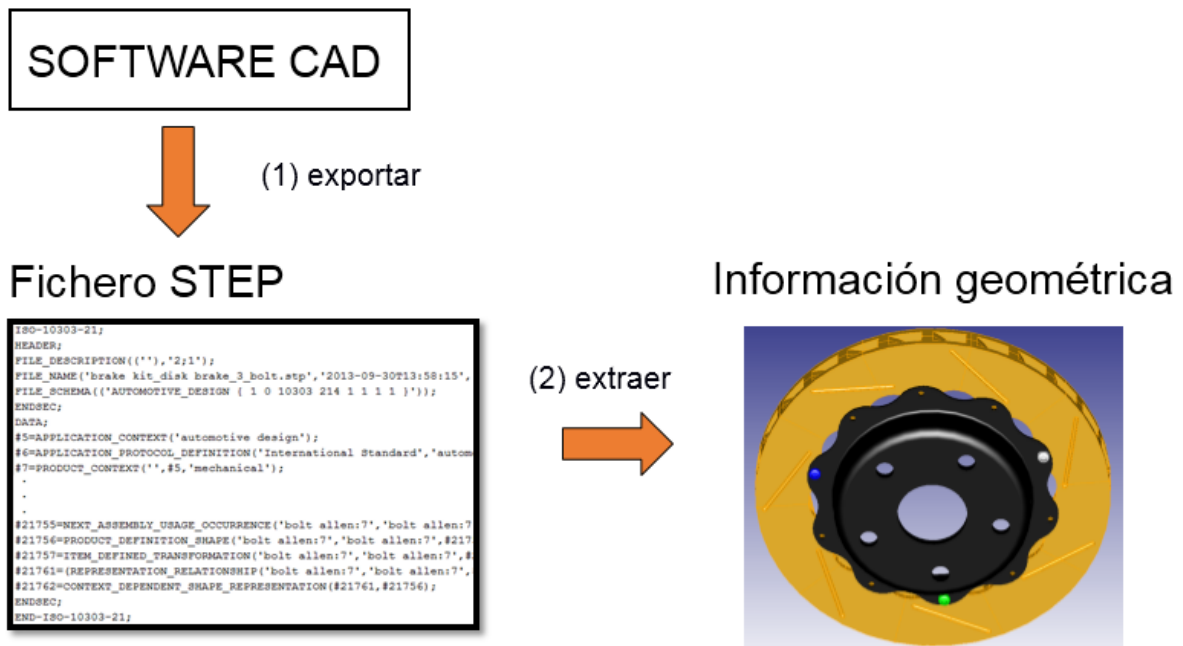 SOFTWARE CAD
(1) exportar
Fichero STEP
Información geométrica
ISO-10303-21;
HEADER;
FILE_DESCRIPTION((''),'2;1');
FILE_NAME('brake kit_disk brake_3_bolt.stp','2013-09-30T13:58:15',
FILE_SCHEMA(('AUTOMOTIVE_DESIGN { 1 0 10303 214 1 1 1 1 }'));
ENDSEC;
DATA;
#5=APPLICATION_CONTEXT('automotive design');
#6=APPLICATION_PROTOCOL_DEFINITION('International Standard','autom
#7=PRODUCT_CONTEXT('',#5,'mechanical');
.
.
.
#21755=NEXT_ASSEMBLY_USAGE_OCCURRENCE('bolt allen:7','bolt allen:7
#21756=PRODUCT_DEFINITION_SHAPE('bolt allen:7','bolt allen:7',#217
#21757=ITEM_DEFINED_TRANSFORMATION('bolt allen:7','bolt allen:7',#
#21761=(REPRESENTATION_RELATIONSHIP('bolt allen:7','bolt allen:7',
#21762=CONTEXT_DEPENDENT_SHAPE_REPRESENTATION(#21761,#21756);
ENDSEC;
END-ISO-10303-21;
(2) extraer